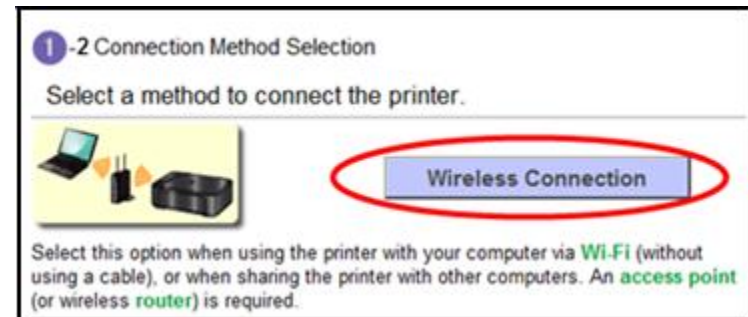 1-2 Connection Method Selection
Select a method to connect the printer.
Wireless Connection
Select this option when using the printer with your computer via Wi-Fi (without
using a cable), or when sharing the printer with other computers. An access point
(or wireless router) is required.